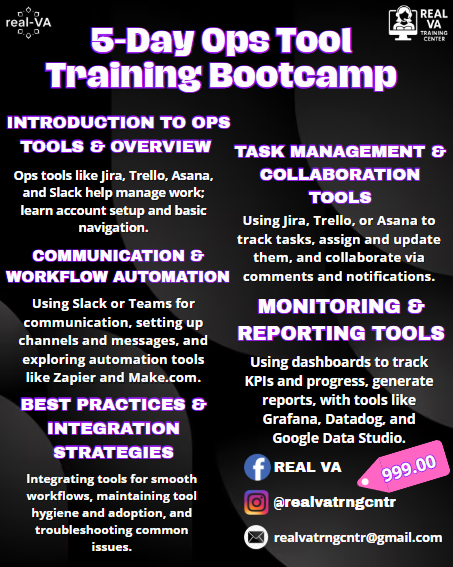 real-VA
REAL
VA
TRAINING
CENTER
5-Day Ops Tool
Training Bootcamp
INTRODUCTION TO OPS
TOOLS & OVERVIEW
Ops tools like Jira, Trello, Asana,
and Slack help manage work;
learn account setup and basic
navigation.
TASK MANAGEMENT &
COLLABORATION
TOOLS
Using Jira, Trello, or Asana to
track tasks, assign and update
them, and collaborate via
comments and notifications.
COMMUNICATION &
WORKFLOW AUTOMATION
Using Slack or Teams for
communication, setting up
channels and messages, and
exploring automation tools
like Zapier and Make.com.
MONITORING &
REPORTING TOOLS
Using dashboards to track
KPIs and progress, generate
reports, with tools like
Grafana, Datadog, and
Google Data Studio.
BEST PRACTICES &
INTEGRATION
STRATEGIES
Integrating tools for smooth
workflows, maintaining tool
hygiene and adoption, and
troubleshooting common
issues.
REAL VA
999.00
@realvatrngcntr
realvatrngcntr@gmail.com